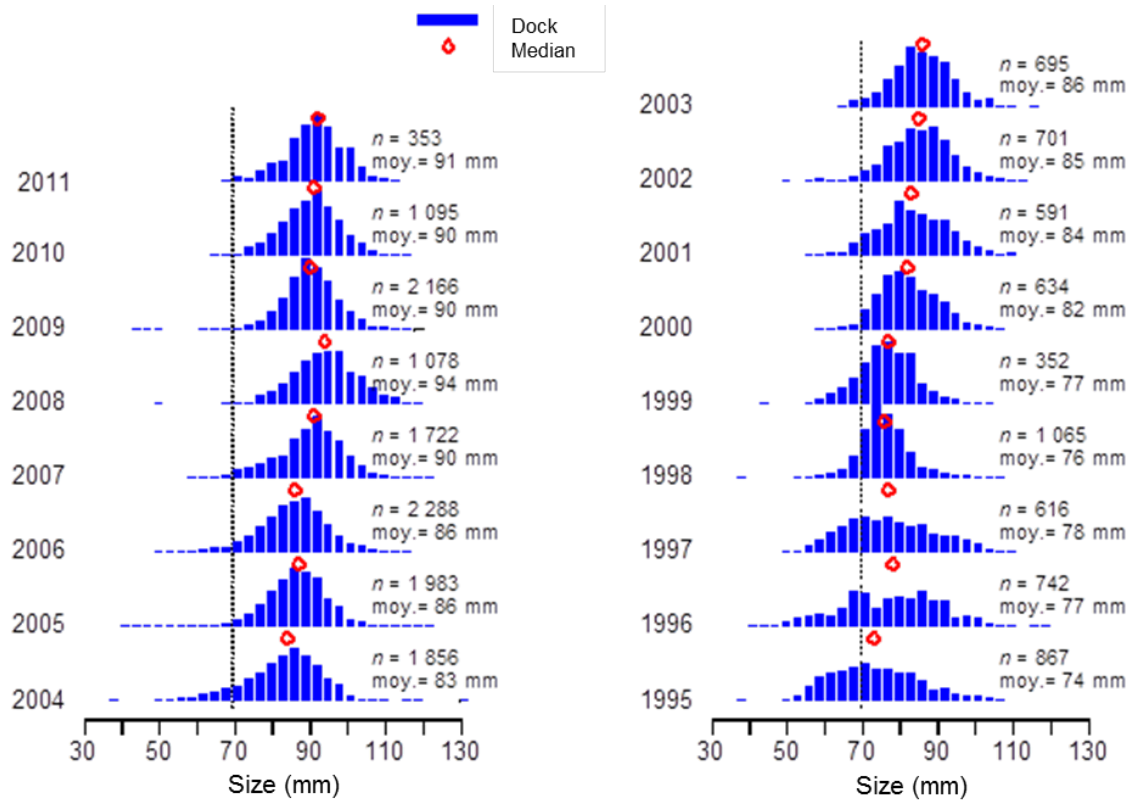 Dock
Median
n = 353
moy.= 91 mm
2011
n = 1 095
moy.= 90 mm
2010
n = 2 166
moy.= 90 mm
2009
n = 1 078
moy.= 94 mm
2008
n = 1 722
moy.= 90 mm
2007
n = 2 288
moy.= 86 mm
2006
n = 1 983
moy.= 86 mm
2005
n = 1 856
moy.= 83 mm
2004
30 50 70 90 110 130
Size (mm)
n = 695
moy.= 86 mm
2003
n = 701
moy.= 85 mm
2002
n = 591
moy.= 84 mm
2001
n = 634
moy.= 82 mm
2000
n = 352
moy.= 77 mm
1999
n = 1 065
moy.= 76 mm
1998
n = 616
moy.= 78 mm
1997
n = 742
moy.= 77 mm
1996
n = 867
moy.= 74 mm
1995
30 50 70 90 110 130
Size (mm)